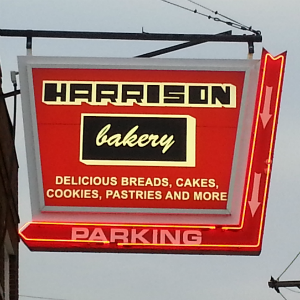 HARRISON
bakery
DELICIOUS BREADS, CAKES,
COOKIES, PASTRIES AND MORE
PARKING